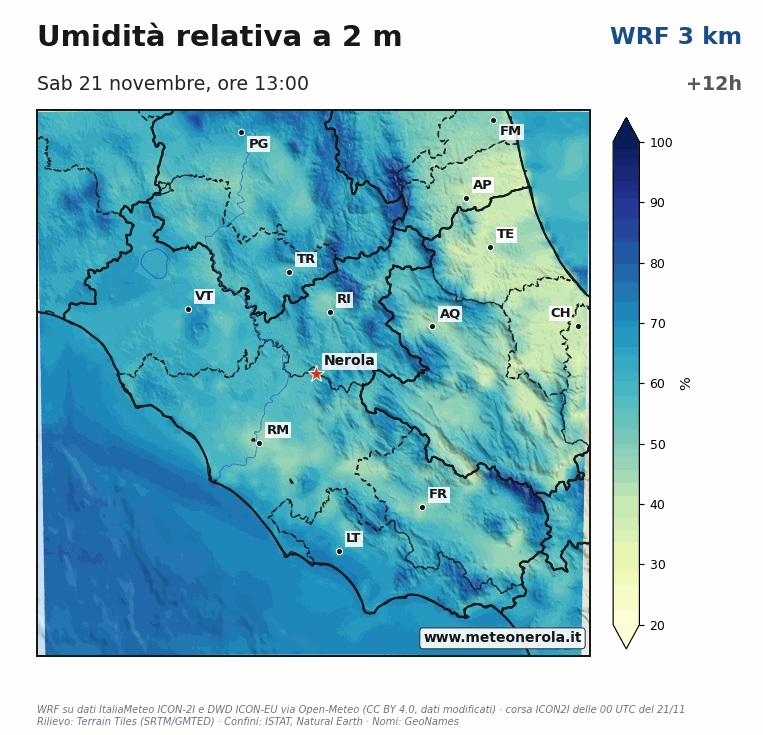 Umidità relativa a 2 m
WRF 3 km
Sab 21 novembre, ore 13:00
+12h
PG
FM
AP
TE
TR
VT
RI
AQ
CH
Nerola
RM
FR
LT
100
90
80
70
60
50
40
30
20
%
www.meteonerola.it
WRF su dati ItaliaMeteo ICON-2I e DWD ICON-EU via Open-Meteo (CC BY 4.0, dati modificati) · corsa ICON2I delle 00 UTC del 21/11
Rilievo: Terrain Tiles (SRTM/GMTED) · Confini: ISTAT, Natural Earth · Nomi: GeoNames